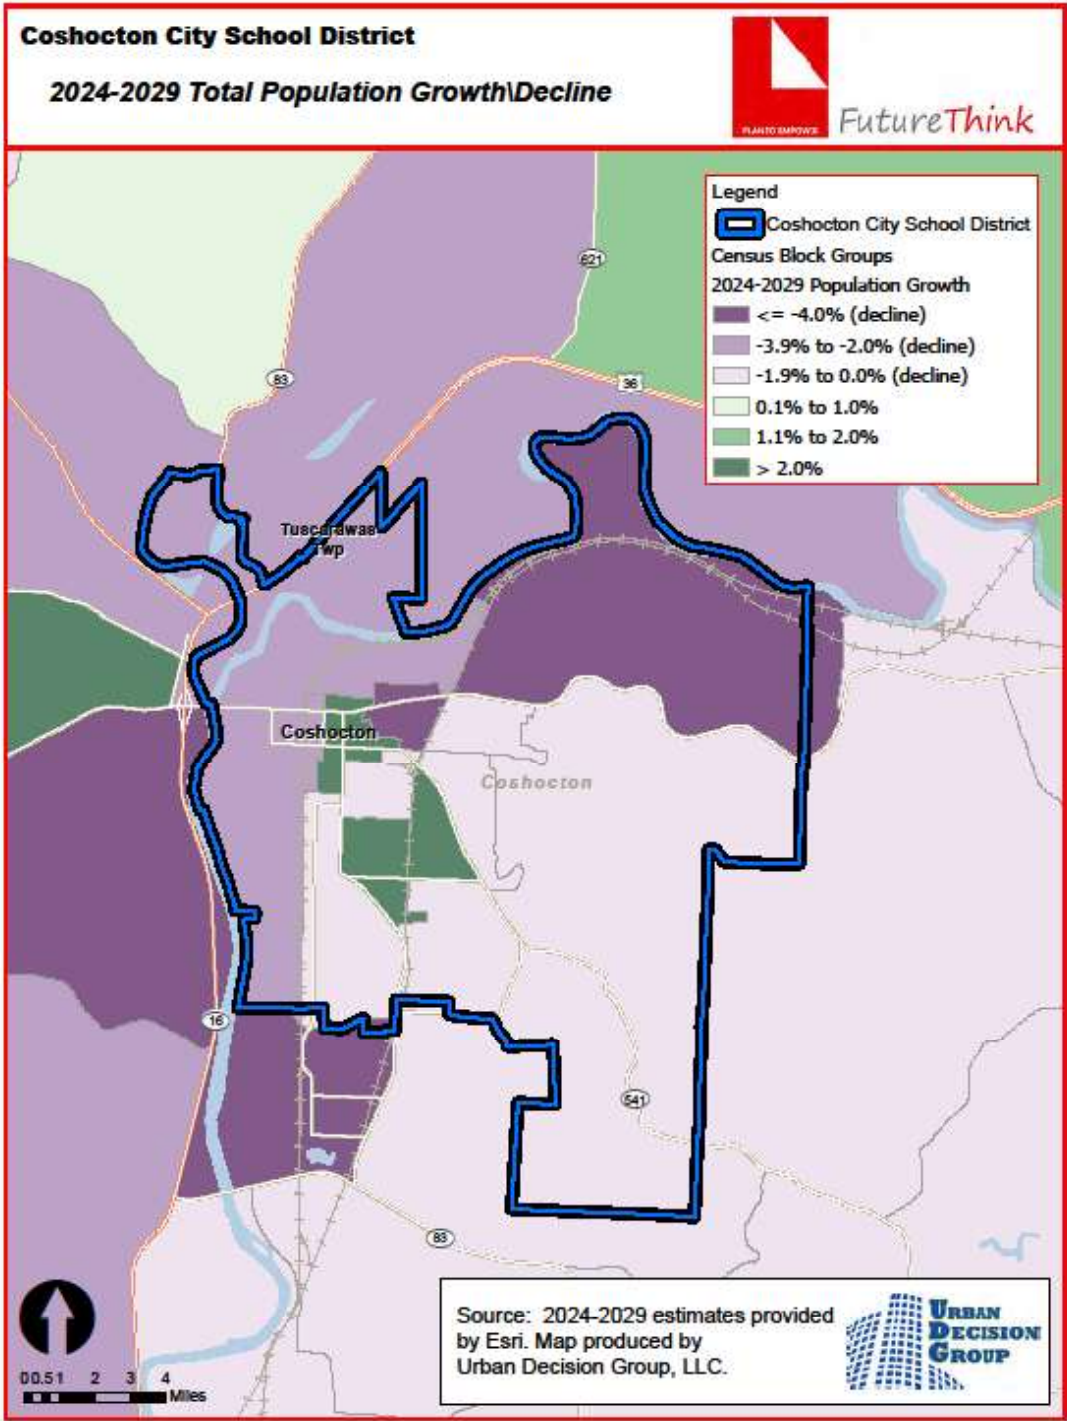 Coshocton City School District
2024-2029 Total Population Growth\Decline
PLAN TO EMPOWER
FutureThink
Legend
Coshocton City School District
Census Block Groups
2024-2029 Population Growth
<= -4.0% (decline)
-3.9% to -2.0% (decline)
-1.9% to 0.0% (decline)
0.1% to 1.0%
1.1% to 2.0%
> 2.0%
621
83
36
Tuscarawas
Twp
Coshocton
Coshocton
16
541
83
Source: 2024-2029 estimates provided
by Esri. Map produced by
Urban Decision Group, LLC.
URBAN
DECISION
GROUP
0 0.5 1 2 3 4
Miles